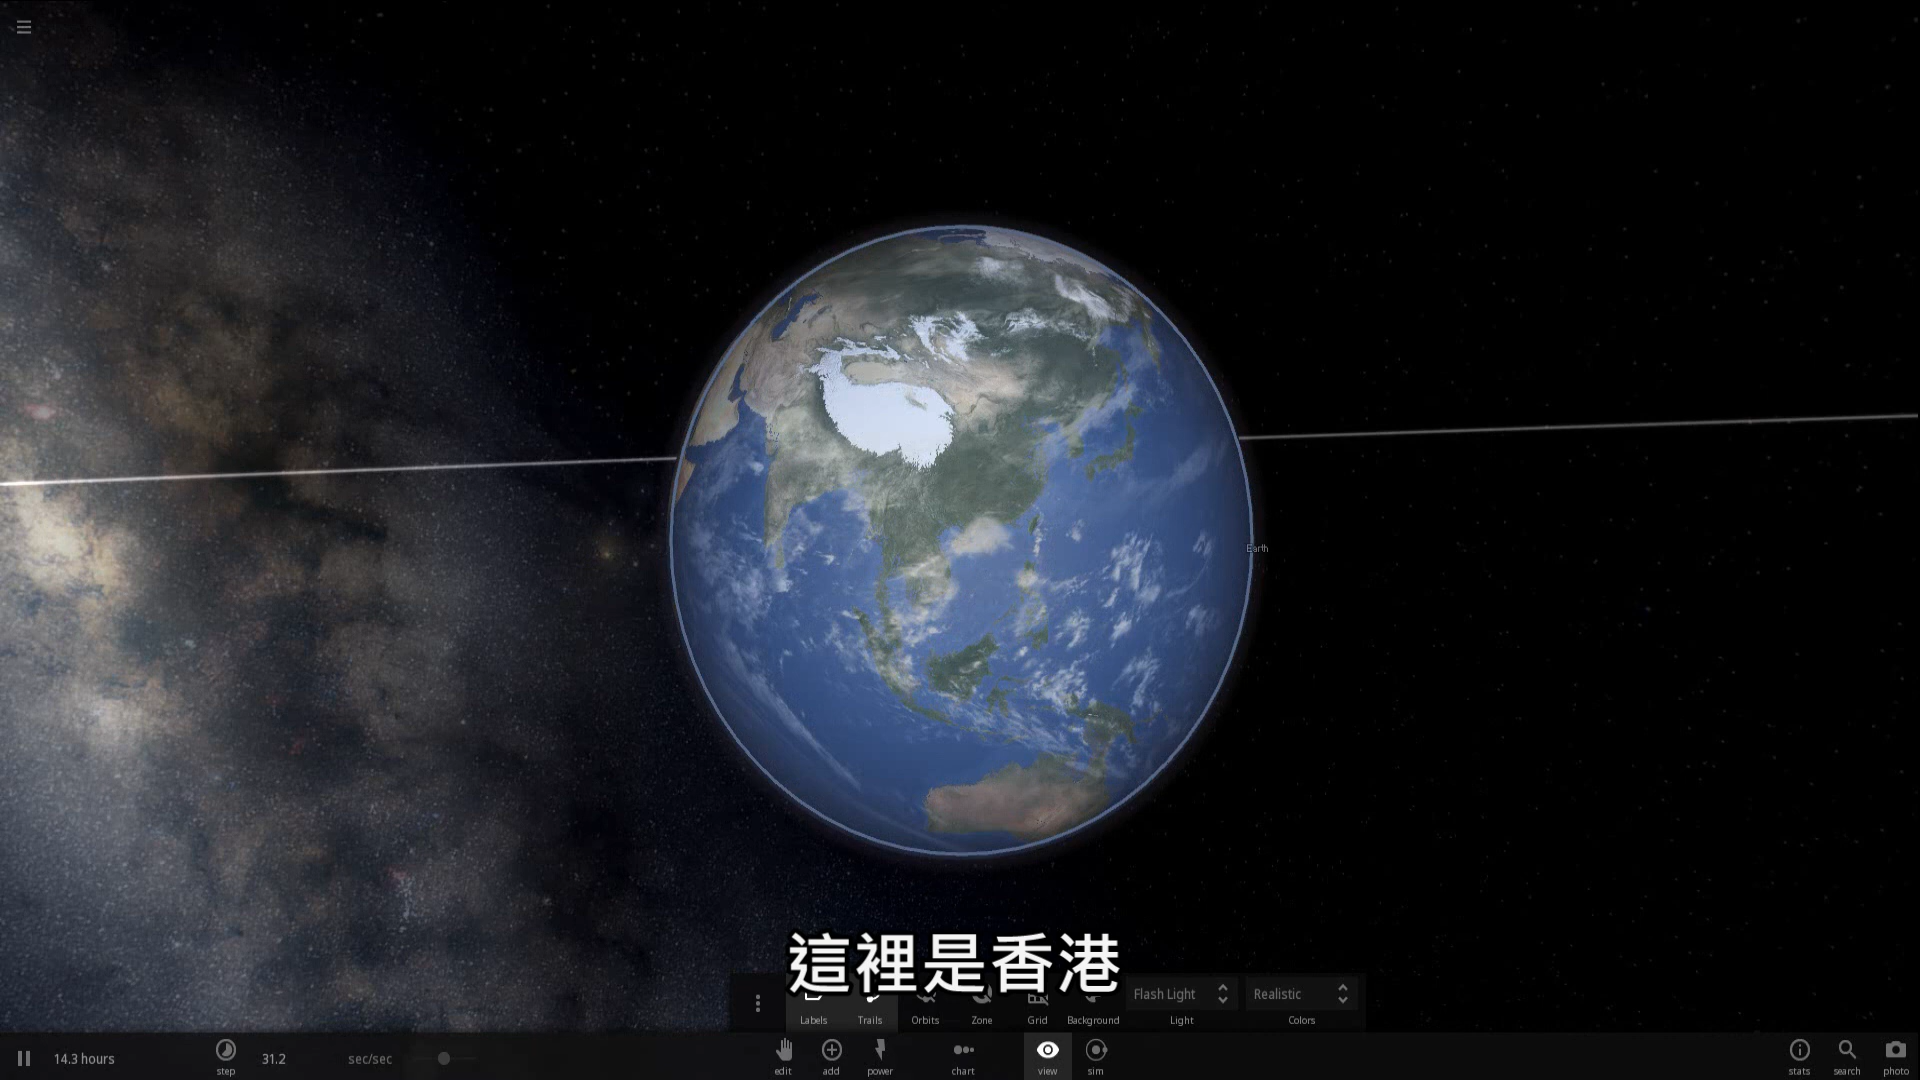 Earth
這裡是香港
Flash Light
Realistic
Labels
Trails
Orbits
Zone
Grid
Background
Light
Colors
14.3 hours
step
31.2
sec/sec
edit
add
power
chart
view
sim
stats
search
photo